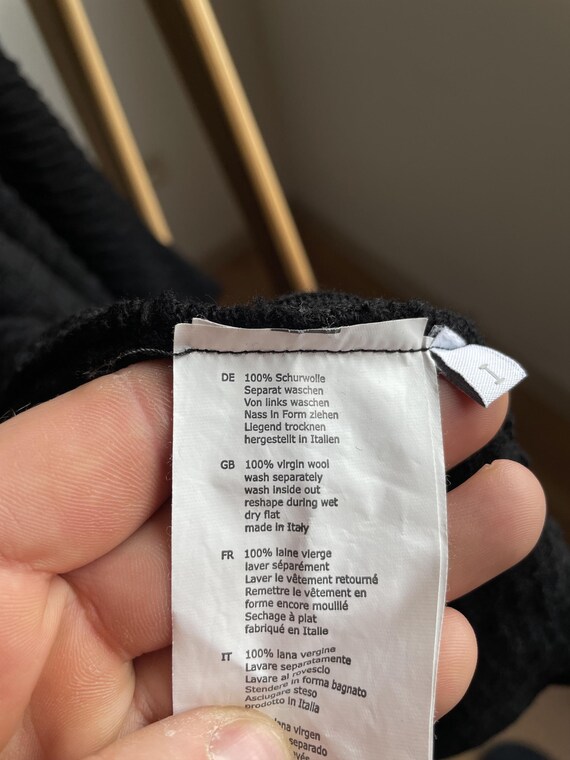 DE 100% Schurwolle
Separat waschen
Von links waschen
Nass in Form ziehen
Liegend trocknen
hergestellt in Italien
GB 100% virgin wool
wash separately
wash inside out
reshape during wet
dry flat
made in Italy
FR 100% laine vierge
laver séparément
Laver le vêtement retourné
Remettre le vêtement en
forme encore mouillé
Sechage à plat
fabriqué en Italie
IT 100% lana vergine
Lavare separatamente
Lavare al rovescio
Stendere in forma bagnato
Asciugare steso
prodotto in Italia
lana virgen
separado
I